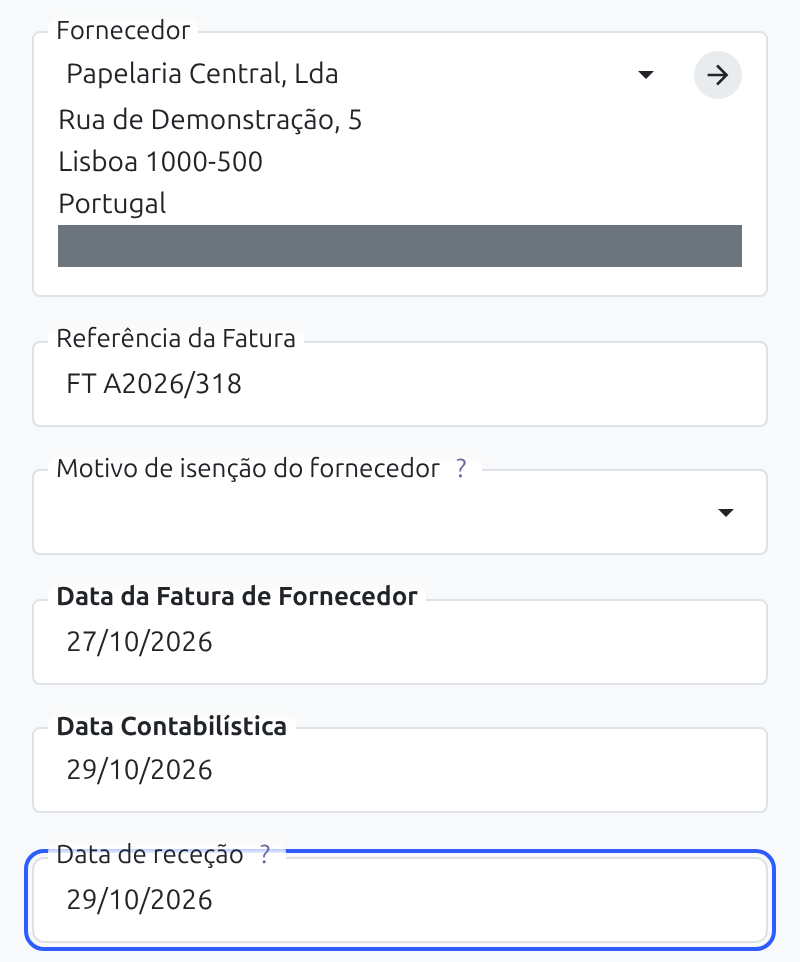 Fornecedor
Papelaria Central, Lda
Rua de Demonstração, 5
Lisboa 1000-500
Portugal
Referência da Fatura
FT A2026/318
Motivo de isenção do fornecedor ?
Data da Fatura de Fornecedor
27/10/2026
Data Contabilística
29/10/2026
Data de receção ?
29/10/2026